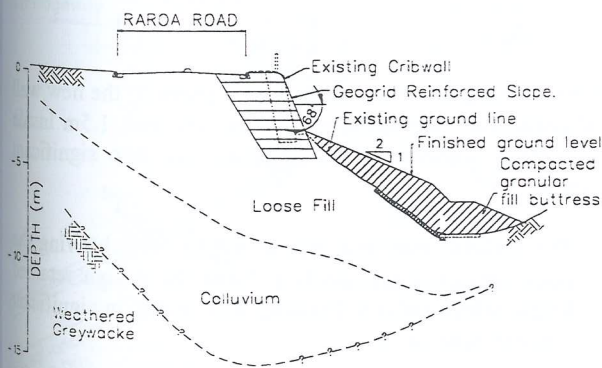 RAROA ROAD
0
Existing Cribwall
Geogrid Reinforced Slope.
68°
Existing ground line
2
1
Finished ground level
Compacted
granular
fill buttress
-5
Loose Fill
DEPTH (m)
-10
Colluvium
Weathered
Greywacke
-15
? ? ? ? ? ? ? ? ? ? ?